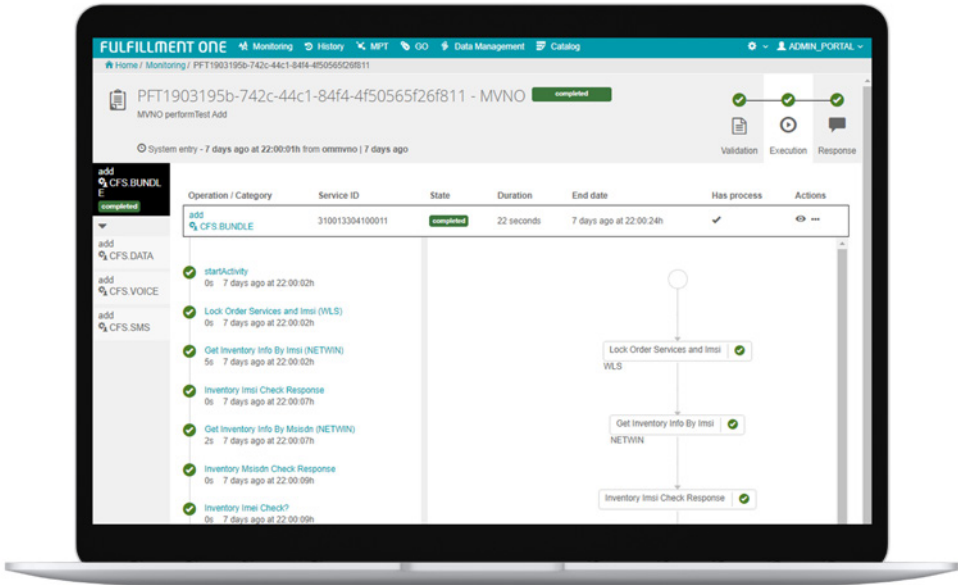 FULFILLMENT ONE Monitoring History MPT GO Data Management Catalog ADMIN_PORTAL
Home / Monitoring / PFT1903195b-742c-44c1-84f4-4f50565f26f811
PFT1903195b-742c-44c1-84f4-4f50565f26f811 - MVNO completed
MVNO performTest Add
System entry - 7 days ago at 22:00:01h from ommvno | 7 days ago
Validation Execution Response
add
CFS.BUNDL
E
completed
add
CFS.DATA
add
CFS.VOICE
add
CFS.SMS
Operation / Category Service ID State Duration End date Has process Actions
add
CFS.BUNDLE 310013304100011 completed 22 seconds 7 days ago at 22:00:24h
startActivity
0s 7 days ago at 22:00:02h
Lock Order Services and Imsi (WLS)
0s 7 days ago at 22:00:02h
Get Inventory Info By Imsi (NETWIN)
5s 7 days ago at 22:00:02h
Inventory Imsi Check Response
0s 7 days ago at 22:00:07h
Get Inventory Info By Msisdn (NETWIN)
2s 7 days ago at 22:00:07h
Inventory Msisdn Check Response
0s 7 days ago at 22:00:09h
Inventory Imei Check?
0s 7 days ago at 22:00:09h
Lock Order Services and Imsi
WLS
Get Inventory Info By Imsi
NETWIN
Inventory Imsi Check Response